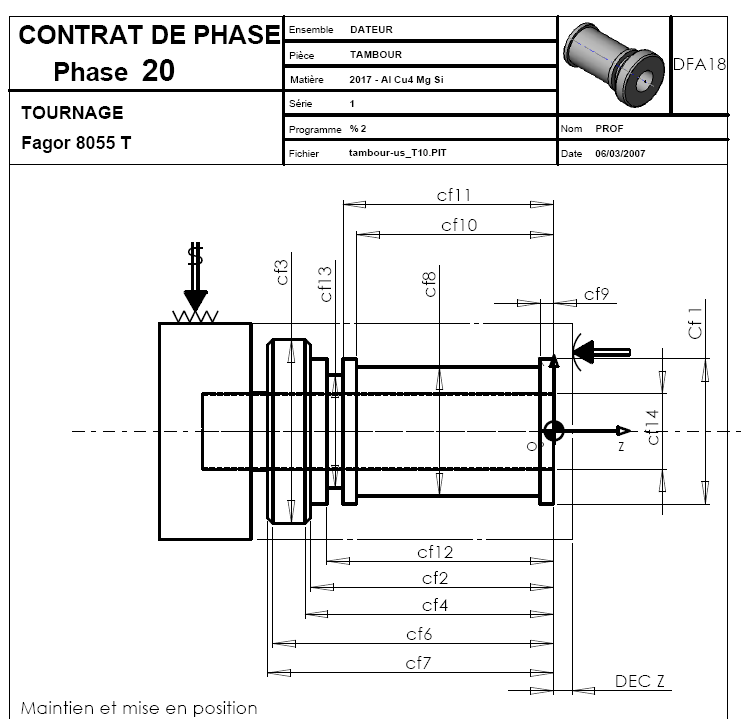 CONTRAT DE PHASE
Phase 20
TOURNAGE
Fagor 8055 T
Ensemble DATEUR
Pièce TAMBOUR
Matière 2017 - Al Cu4 Mg Si
Série 1
Programme % 2
Fichier tambour-us_T10.PIT
DFA18
Nom PROF
Date 06/03/2007
cf11
cf10
S
cf3
cf13
cf8
cf9
Cf 1
cf14
O
Z
cf12
cf2
cf4
cf6
cf7
DEC Z
Maintien et mise en position